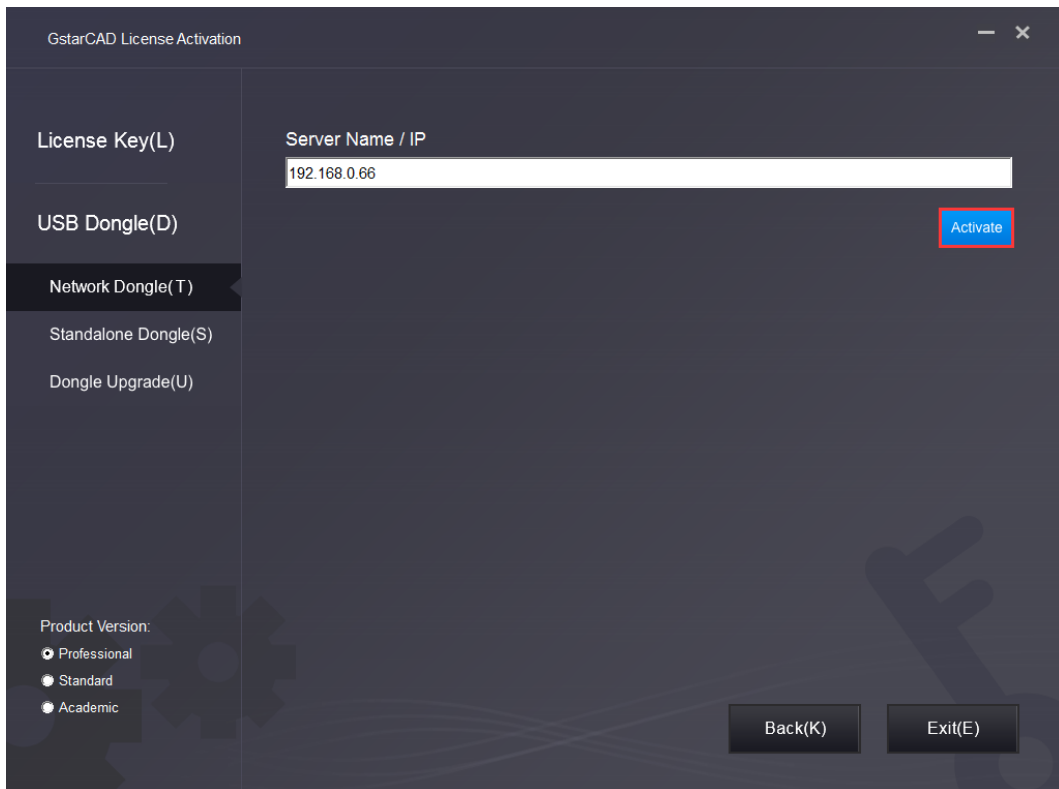 GstarCAD License Activation
License Key(L)
USB Dongle(D)
Network Dongle(T)
Standalone Dongle(S)
Dongle Upgrade(U)
Product Version:
Professional
Standard
Academic
Server Name / IP
192.168.0.66
Activate
Back(K)
Exit(E)